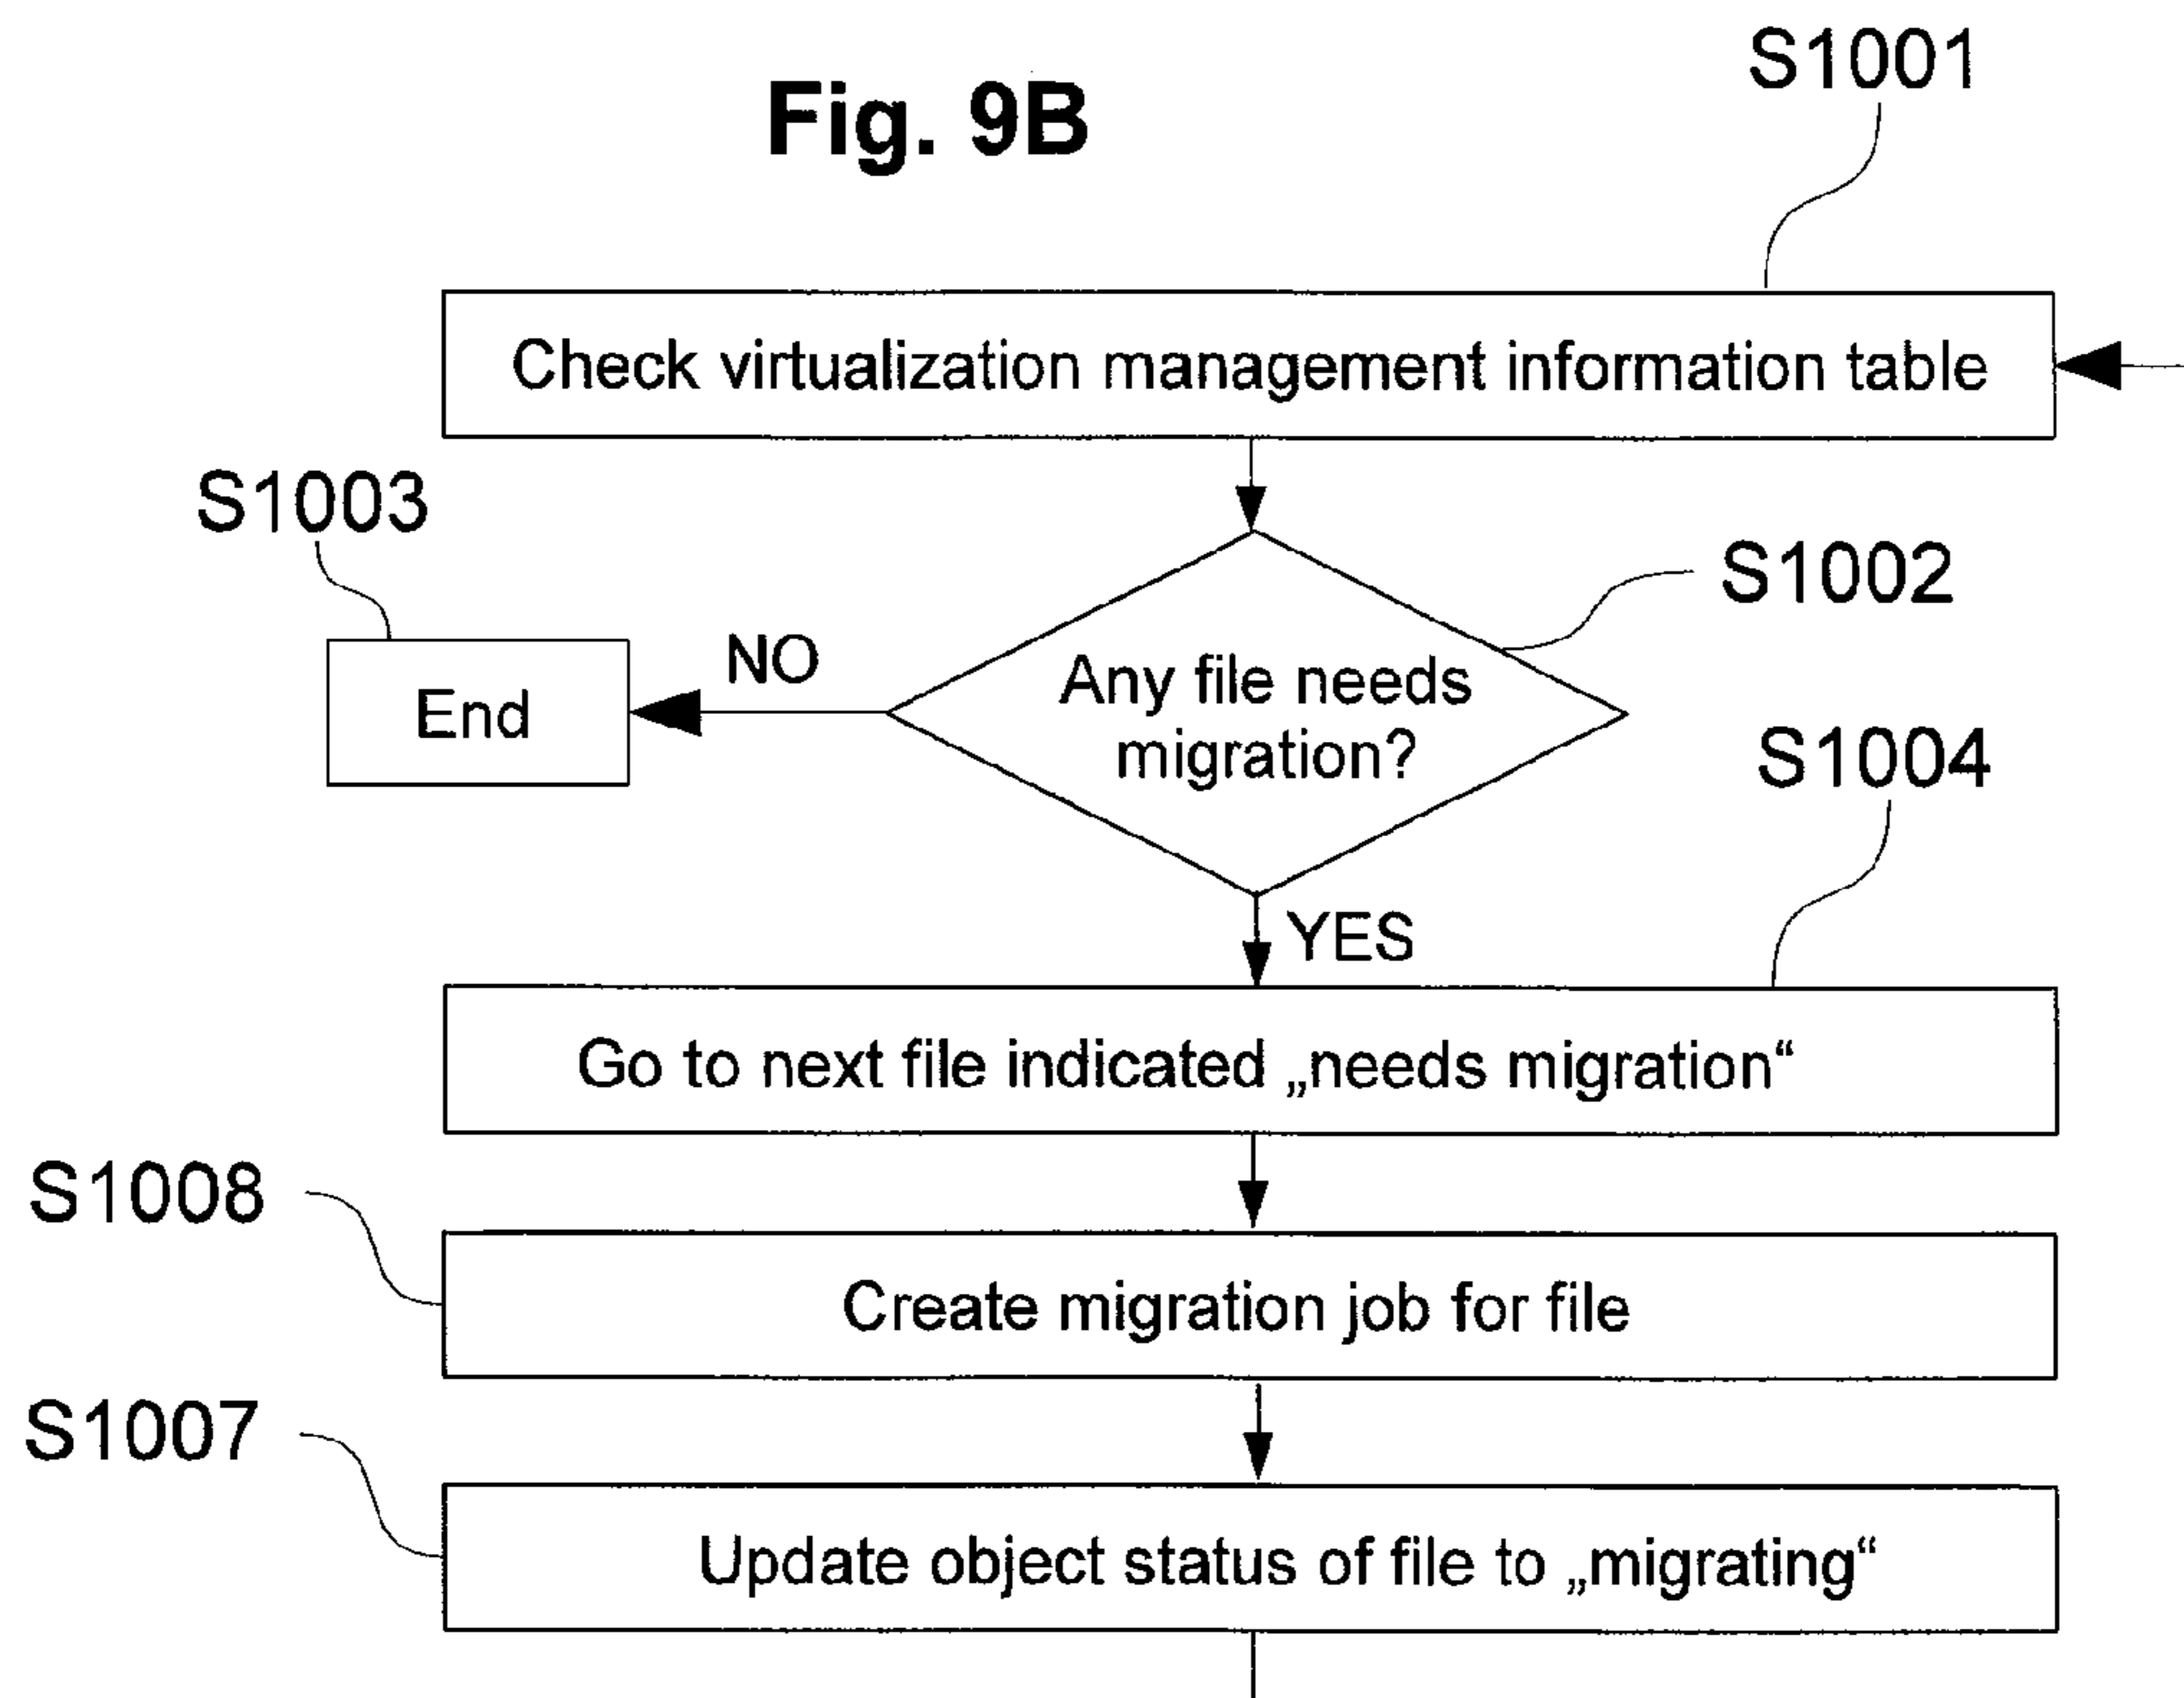 Fig. 9B
S1001
Check virtualization management information table
S1003
S1002
NO
End
Any file needs
migration?
S1004
YES
Go to next file indicated „needs migration“
S1008
Create migration job for file
S1007
Update object status of file to „migrating“